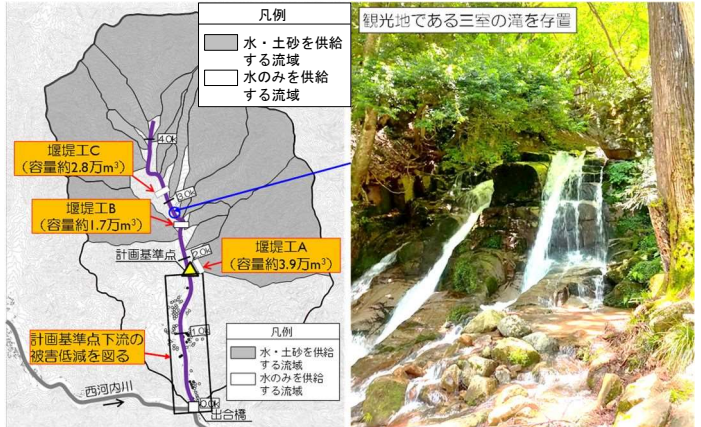 凡例
水・土砂を供給
する流域
水のみを供給
する流域
観光地である三室の滝を存置
4.0k
堰堤工C
(容量約2.8万m³)
3.0k
堰堤工B
(容量約1.7万m³)
計画基準点
2.0k
堰堤工A
(容量約3.9万m³)
1.0k
計画基準点下流の
被害低減を図る
凡例
水・土砂を供給
する流域
水のみを供給
する流域
西河内川
0.0k
出合橋